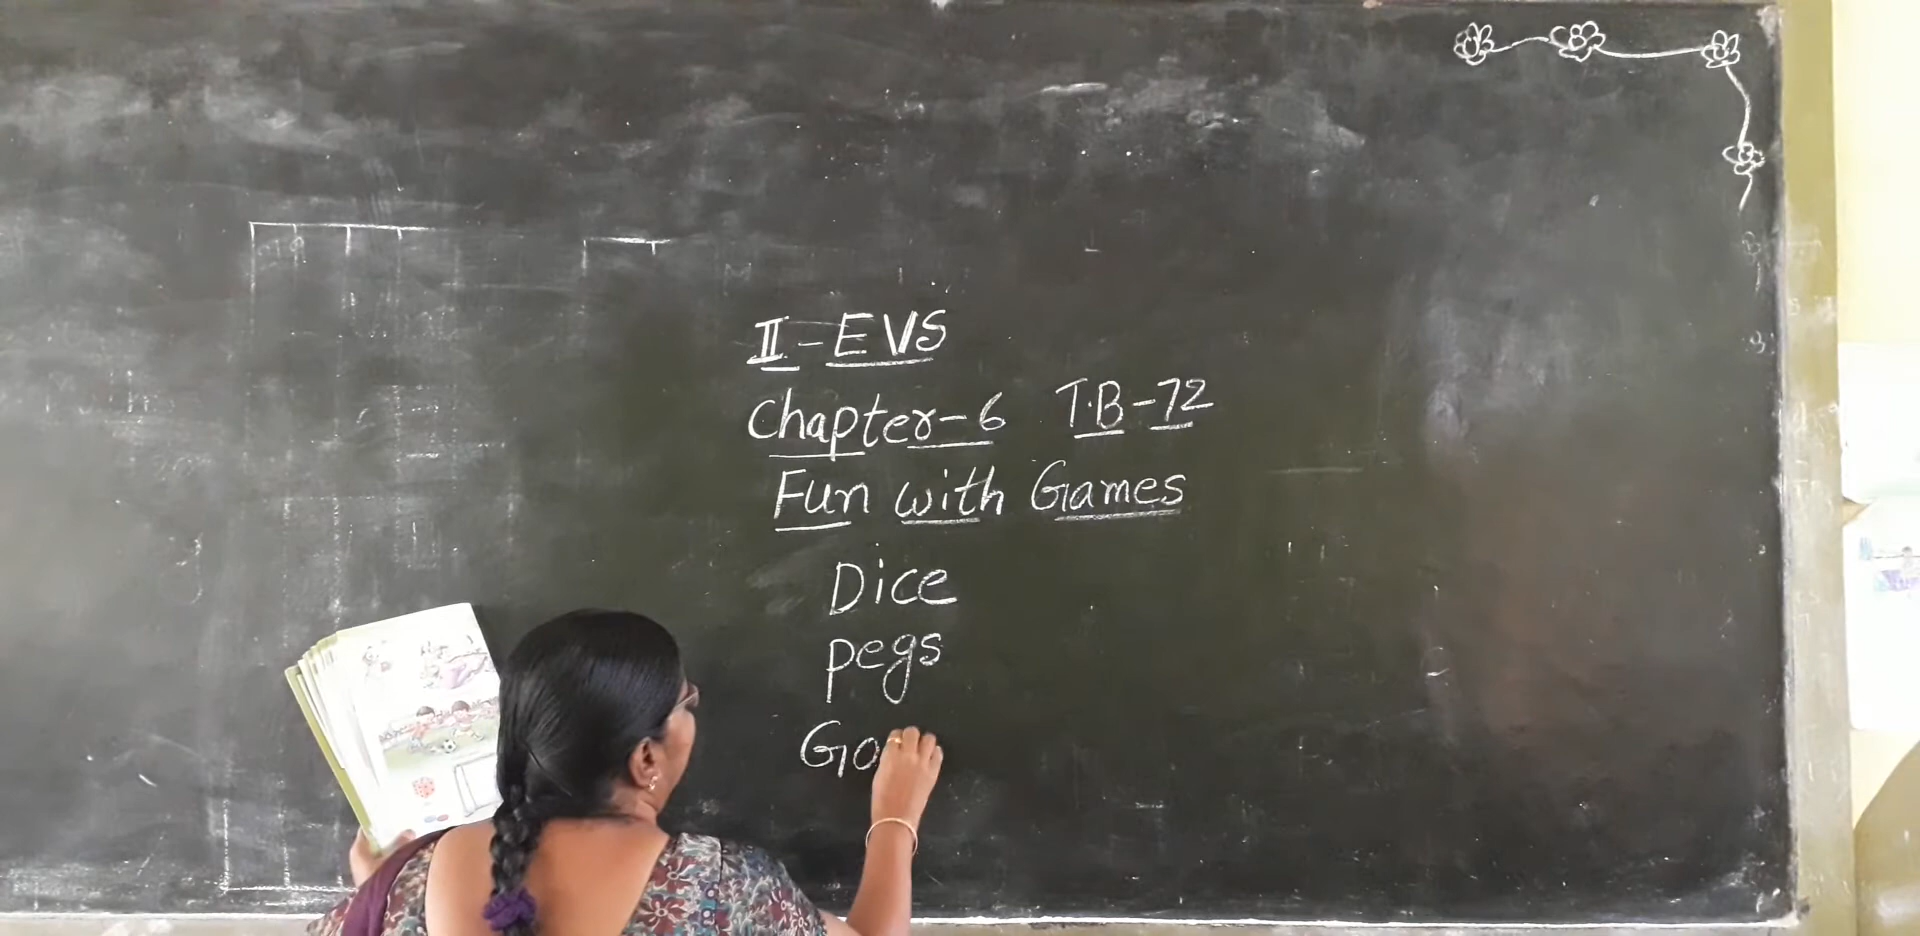 II - EVS
Chapter-6 T.B-72
Fun with Games
Dice
pegs
Go